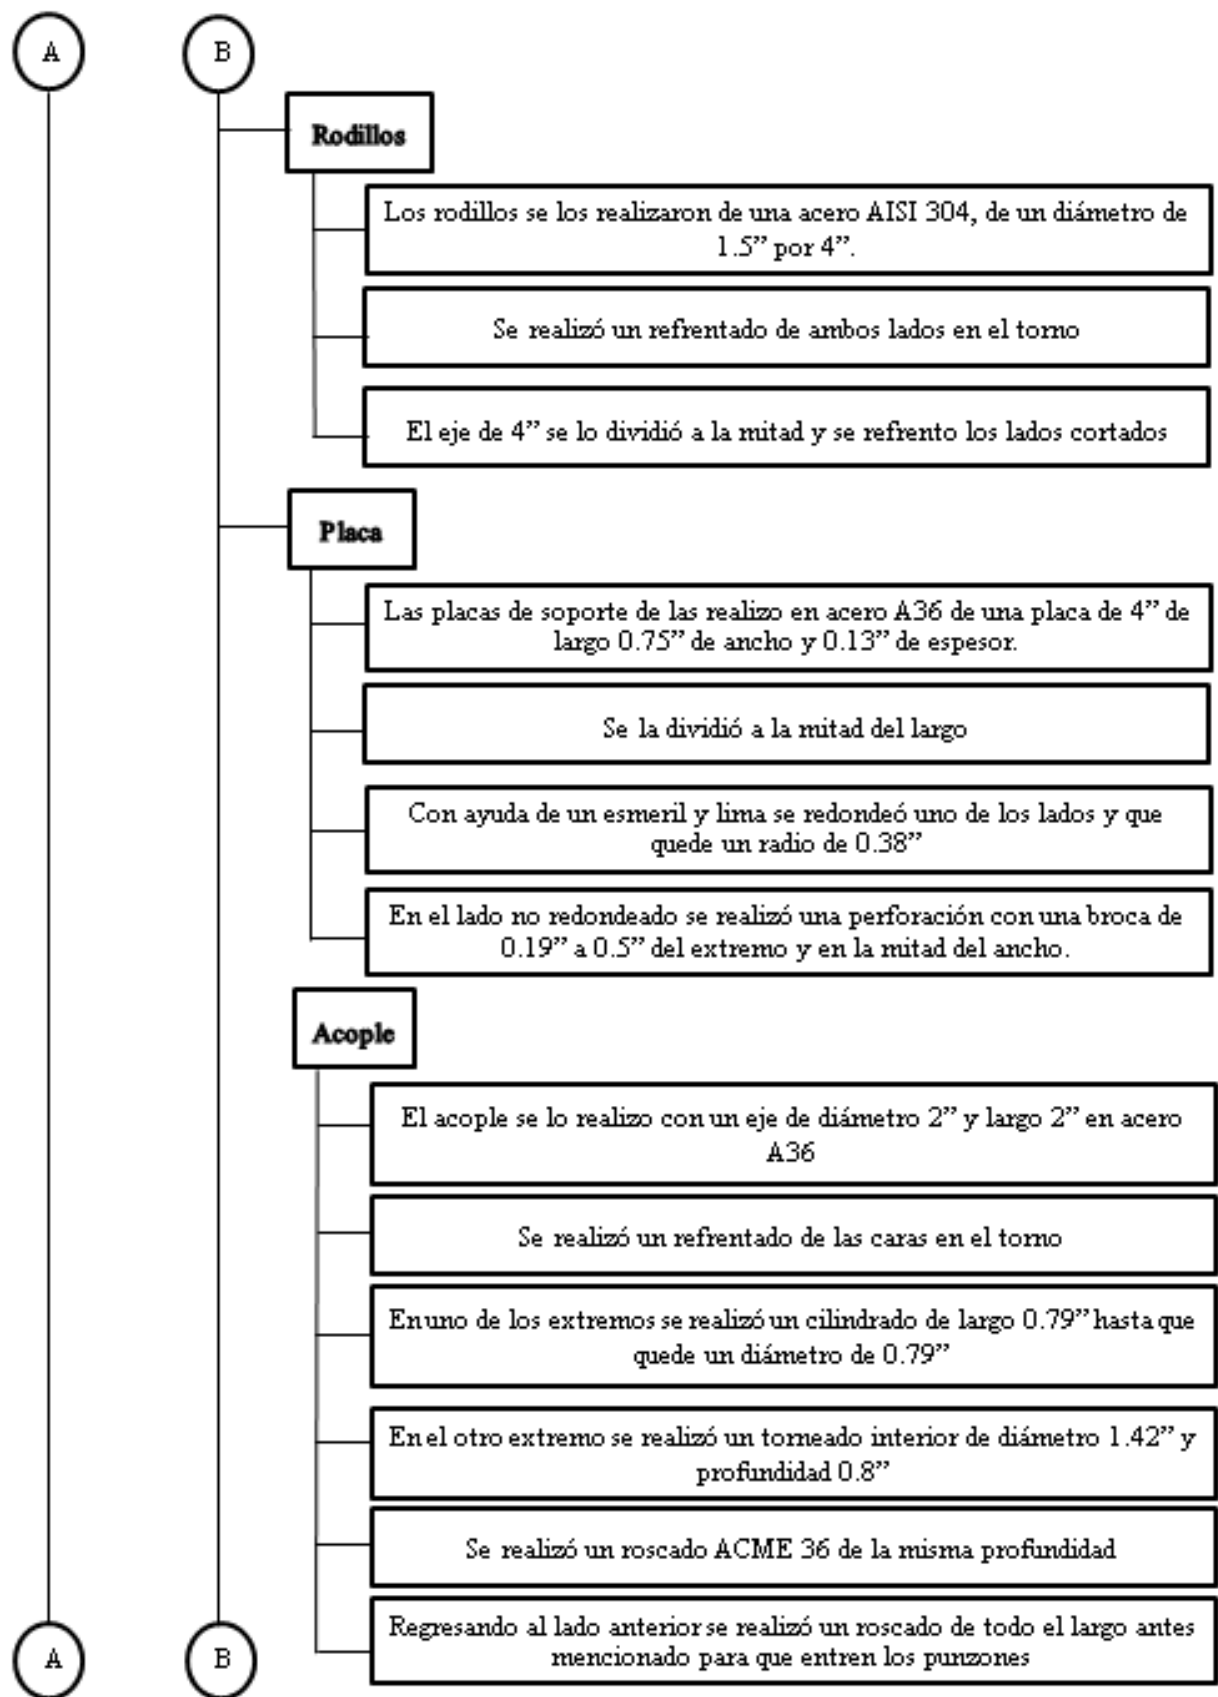 A
B
Rodillos
Los rodillos se los realizaron de una acero AISI 304, de un diámetro de
1.5” por 4”.
Se realizó un refrentado de ambos lados en el torno
El eje de 4” se lo dividió a la mitad y se refrento los lados cortados
Placa
Las placas de soporte de las realizo en acero A36 de una placa de 4” de
largo 0.75” de ancho y 0.13” de espesor.
Se la dividió a la mitad del largo
Con ayuda de un esmeril y lima se redondeó uno de los lados y que
quede un radio de 0.38”
En el lado no redondeado se realizó una perforación con una broca de
0.19” a 0.5” del extremo y en la mitad del ancho.
Acople
El acople se lo realizo con un eje de diámetro 2” y largo 2” en acero
A36
Se realizó un refrentado de las caras en el torno
En uno de los extremos se realizó un cilindrado de largo 0.79” hasta que
quede un diámetro de 0.79”
En el otro extremo se realizó un torneado interior de diámetro 1.42” y
profundidad 0.8”
Se realizó un roscado ACME 36 de la misma profundidad
Regresando al lado anterior se realizó un roscado de todo el largo antes
mencionado para que entren los punzones
A
B